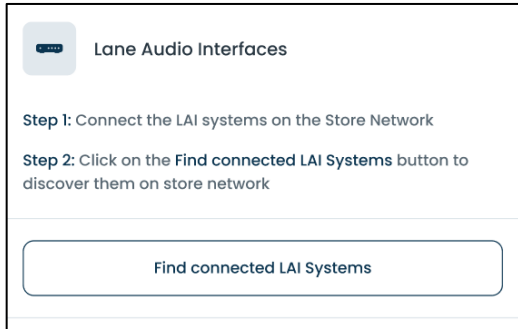 Lane Audio Interfaces
Step 1: Connect the LAI systems on the Store Network
Step 2: Click on the Find connected LAI Systems button to
discover them on store network
Find connected LAI Systems